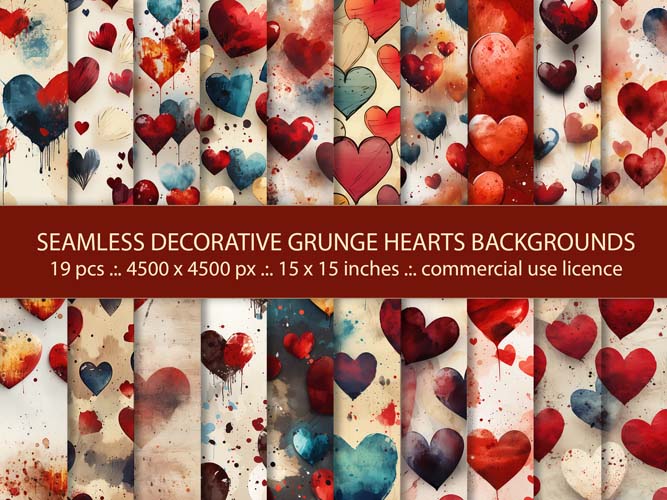 SEAMLESS DECORATIVE GRUNGE HEARTS BACKGROUNDS
19 pcs .:. 4500 x 4500 px .:. 15 x 15 inches .:. commercial use licence